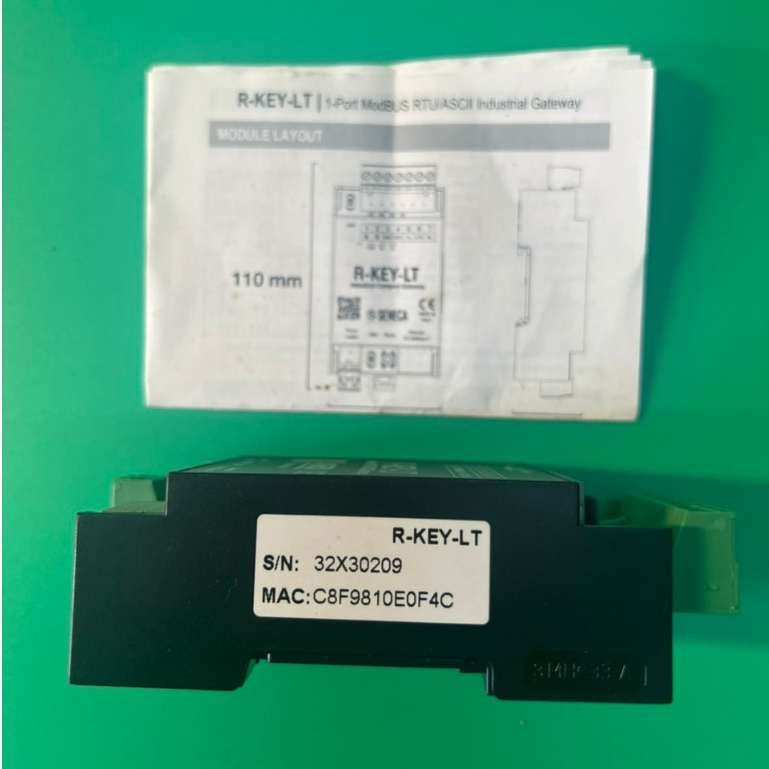 R-KEY-LT | 1-Port ModBUS RTU/ASCII Industrial Gateway
MODULE LAYOUT
110 mm
R-KEY-LT
SENECA
CE
R-KEY-LT
S/N: 32X30209
MAC:C8F9810E0F4C